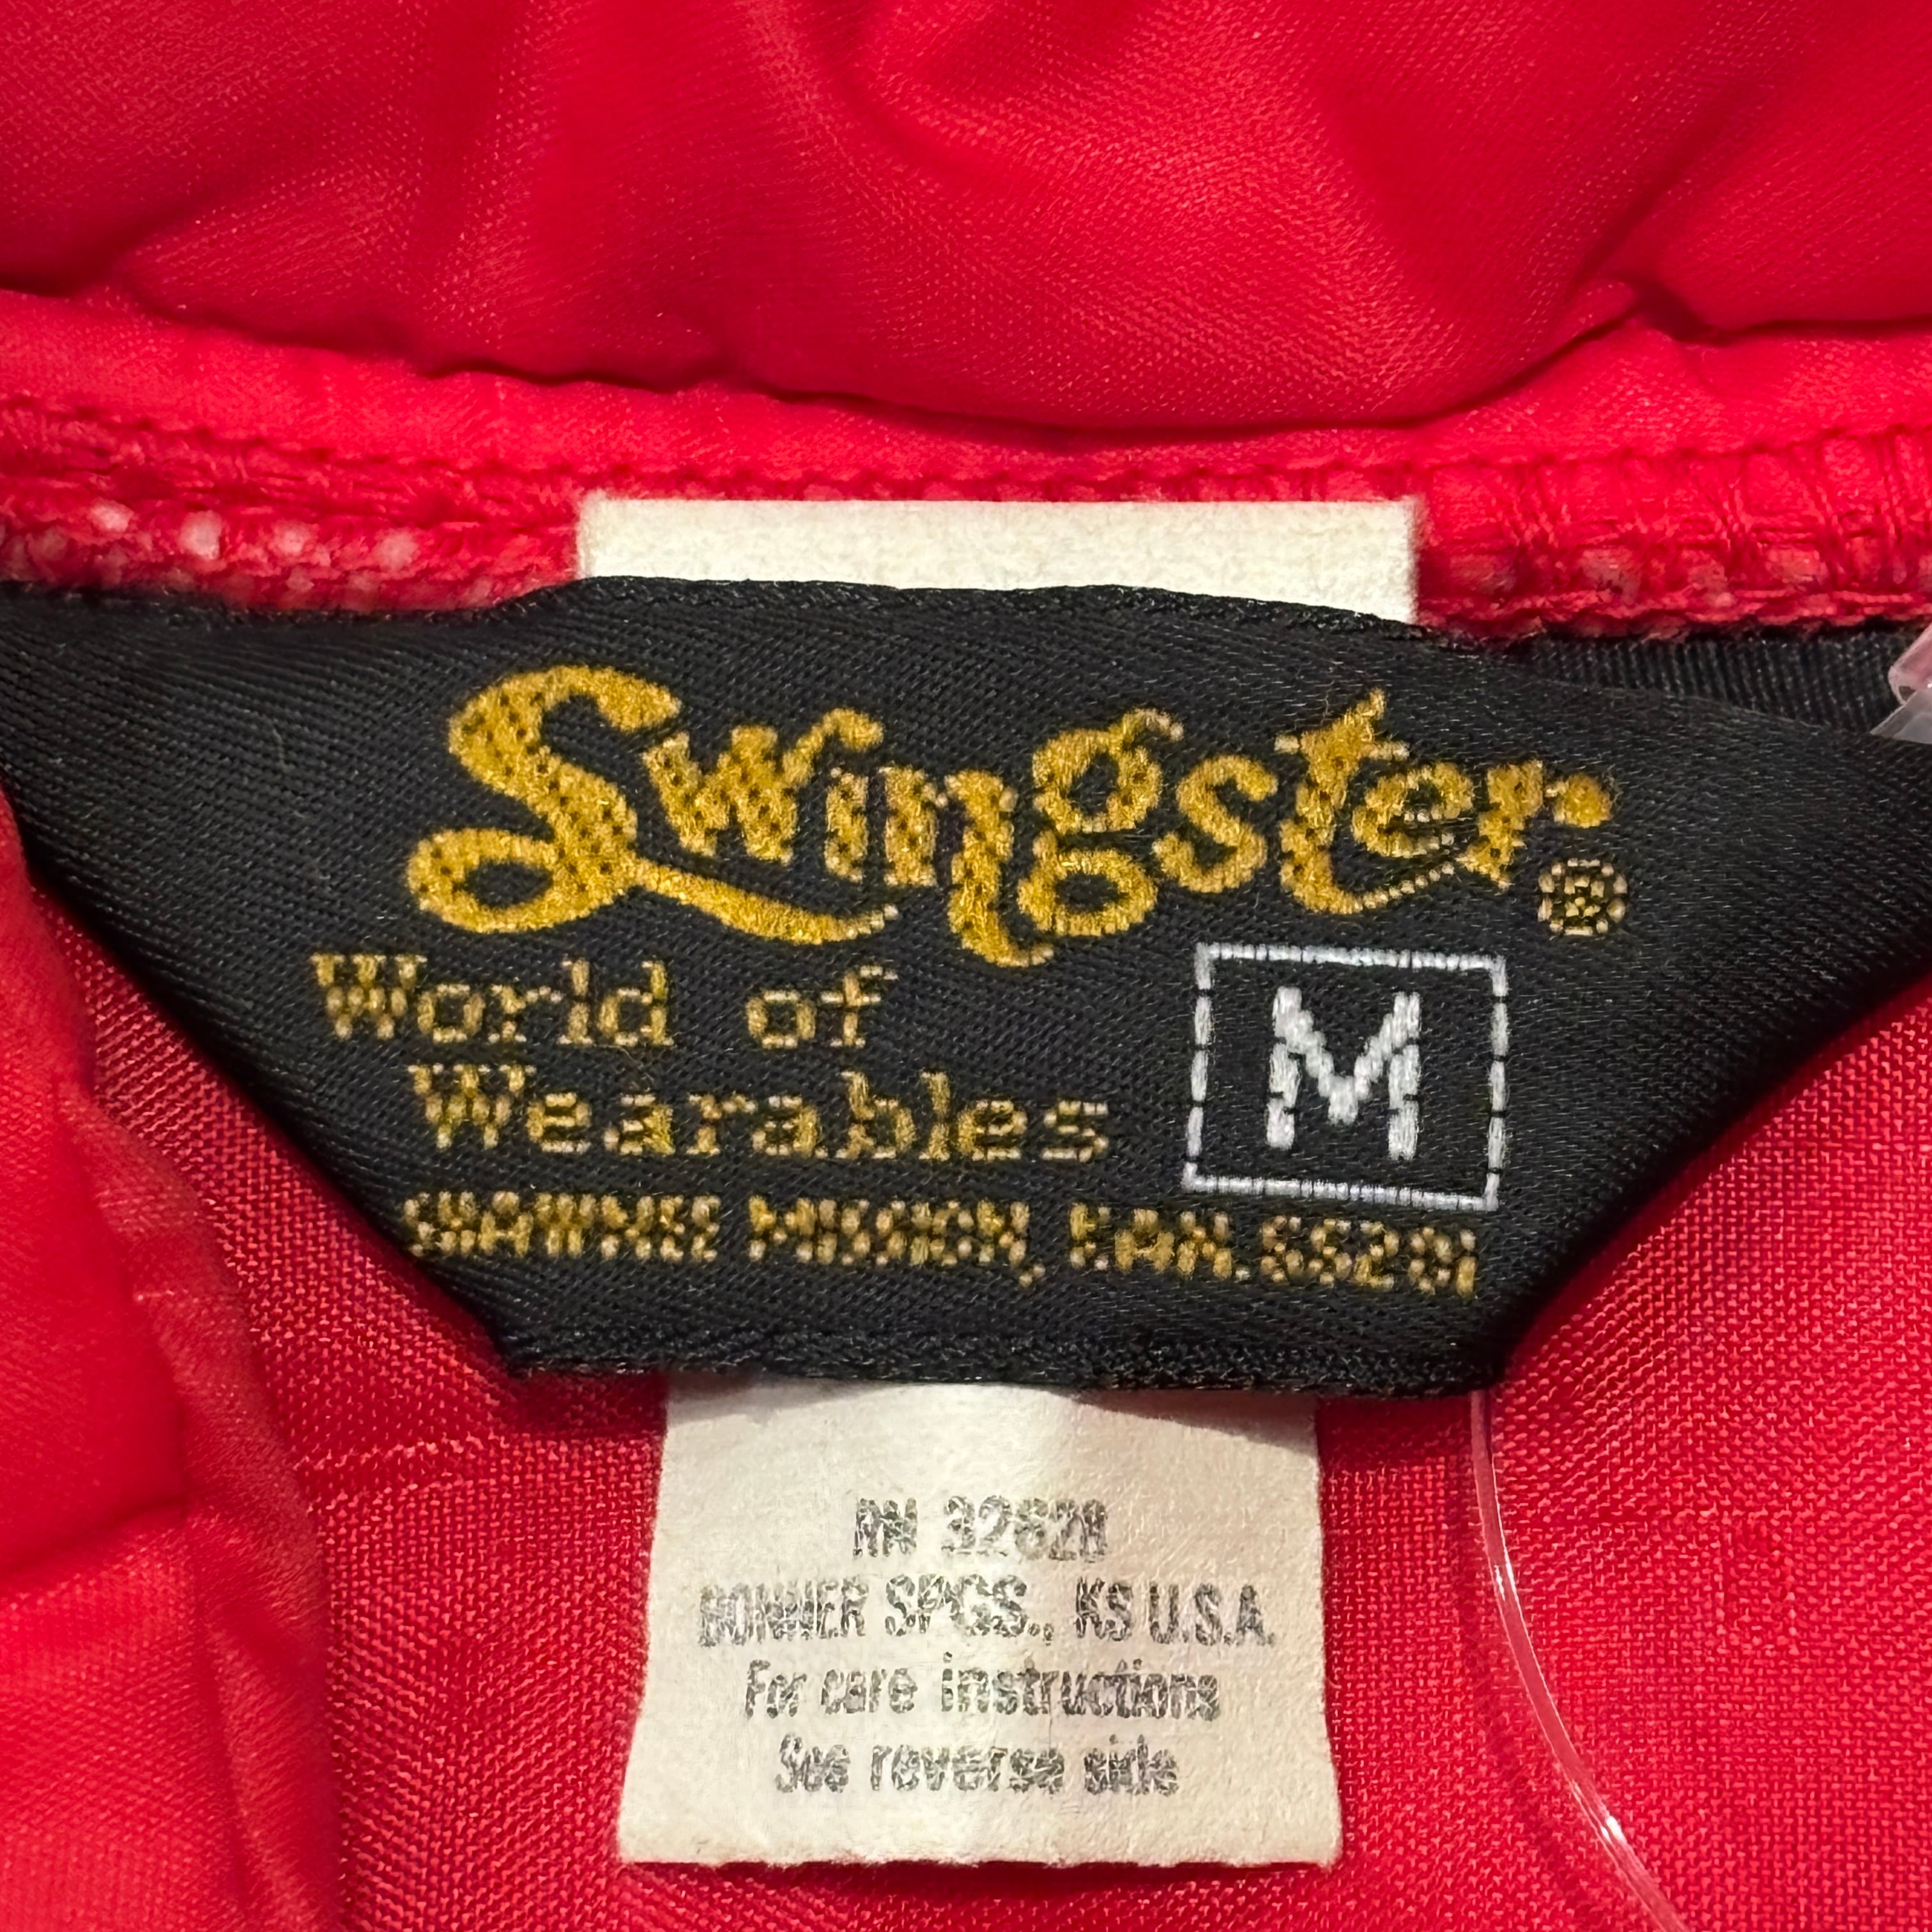 Swingster®
World of
Wearables
M
SHAWNEE MISSION, KAN.66201
RN 32628
BONNER SPGS., KS U.S.A.
For care instructions
See reverse side